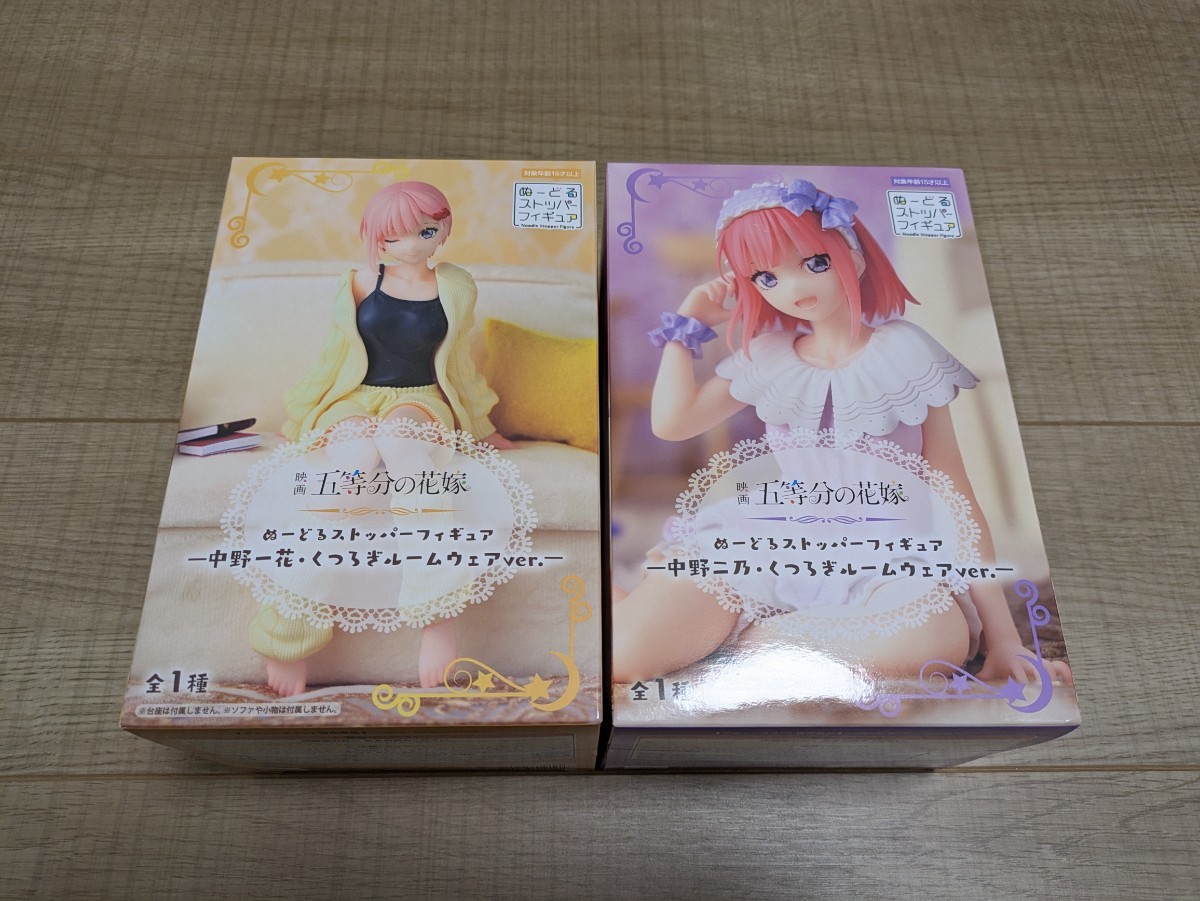 対象年齢15才以上
ぬーどる
ストッパー
フィギュア
Noodle Stopper Figure
映画 五等分の花嫁
ぬーどるストッパーフィギュア
―中野一花・くつろぎルームウェアver.―
全1種
※台座は付属しません。※ソファや小物は付属しません。
対象年齢15才以上
ぬーどる
ストッパー
フィギュア
Noodle Stopper Figure
映画 五等分の花嫁
ぬーどるストッパーフィギュア
―中野二乃・くつろぎルームウェアver.―
全1種